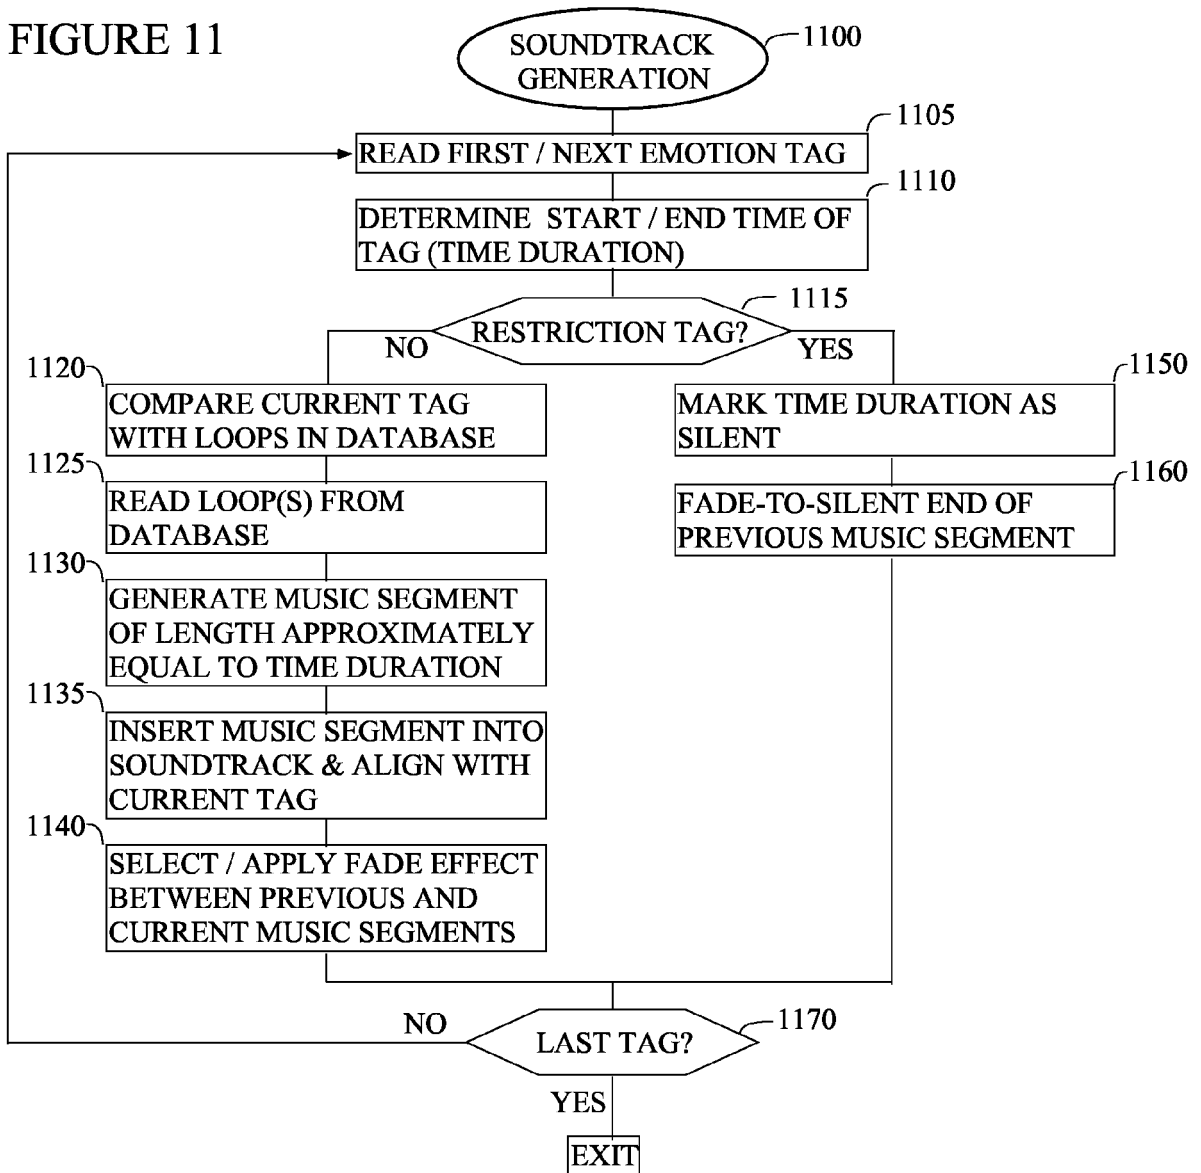 FIGURE 11
SOUNDTRACK
GENERATION
1100
1105
READ FIRST / NEXT EMOTION TAG
1110
DETERMINE START / END TIME OF
TAG (TIME DURATION)
1115
RESTRICTION TAG?
NO
YES
1120
COMPARE CURRENT TAG
WITH LOOPS IN DATABASE
1125
READ LOOP(S) FROM
DATABASE
1130
GENERATE MUSIC SEGMENT
OF LENGTH APPROXIMATELY
EQUAL TO TIME DURATION
1135
INSERT MUSIC SEGMENT INTO
SOUNDTRACK & ALIGN WITH
CURRENT TAG
1140
SELECT / APPLY FADE EFFECT
BETWEEN PREVIOUS AND
CURRENT MUSIC SEGMENTS
1150
MARK TIME DURATION AS
SILENT
1160
FADE-TO-SILENT END OF
PREVIOUS MUSIC SEGMENT
NO
LAST TAG?
1170
YES
EXIT